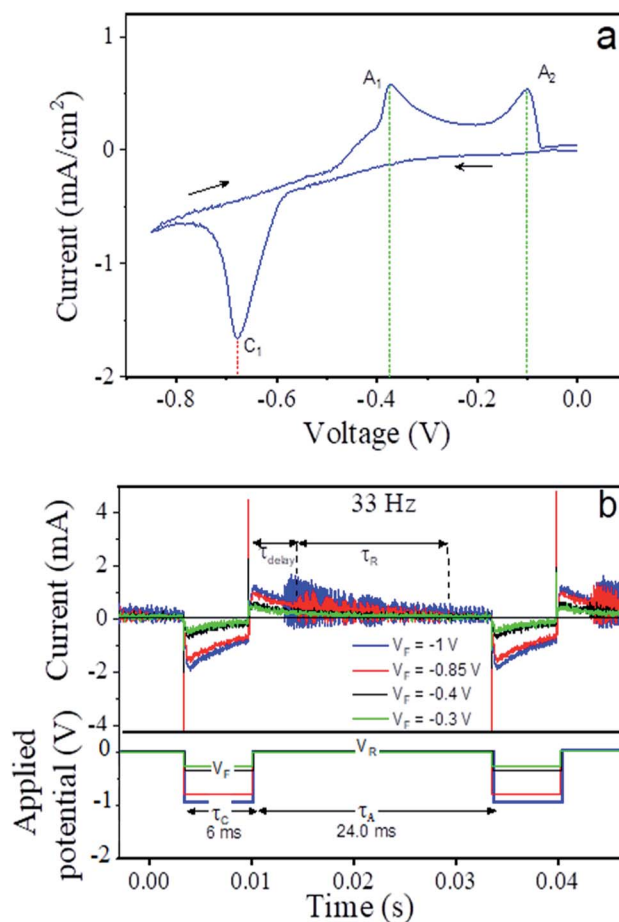 a
Current (mA/cm²)
1
0
-1
-2
A₁
A₂
C₁
-0.8 -0.6 -0.4 -0.2 0.0
Voltage (V)
b
33 Hz
Current (mA)
4
2
0
-2
-4
τdelay
τR
VF = -1 V
VF = -0.85 V
VF = -0.4 V
VF = -0.3 V
Applied
potential (V)
0
-1
-2
VF
VR
τC
6 ms
τA
24.0 ms
0.00 0.01 0.02 0.03 0.04
Time (s)